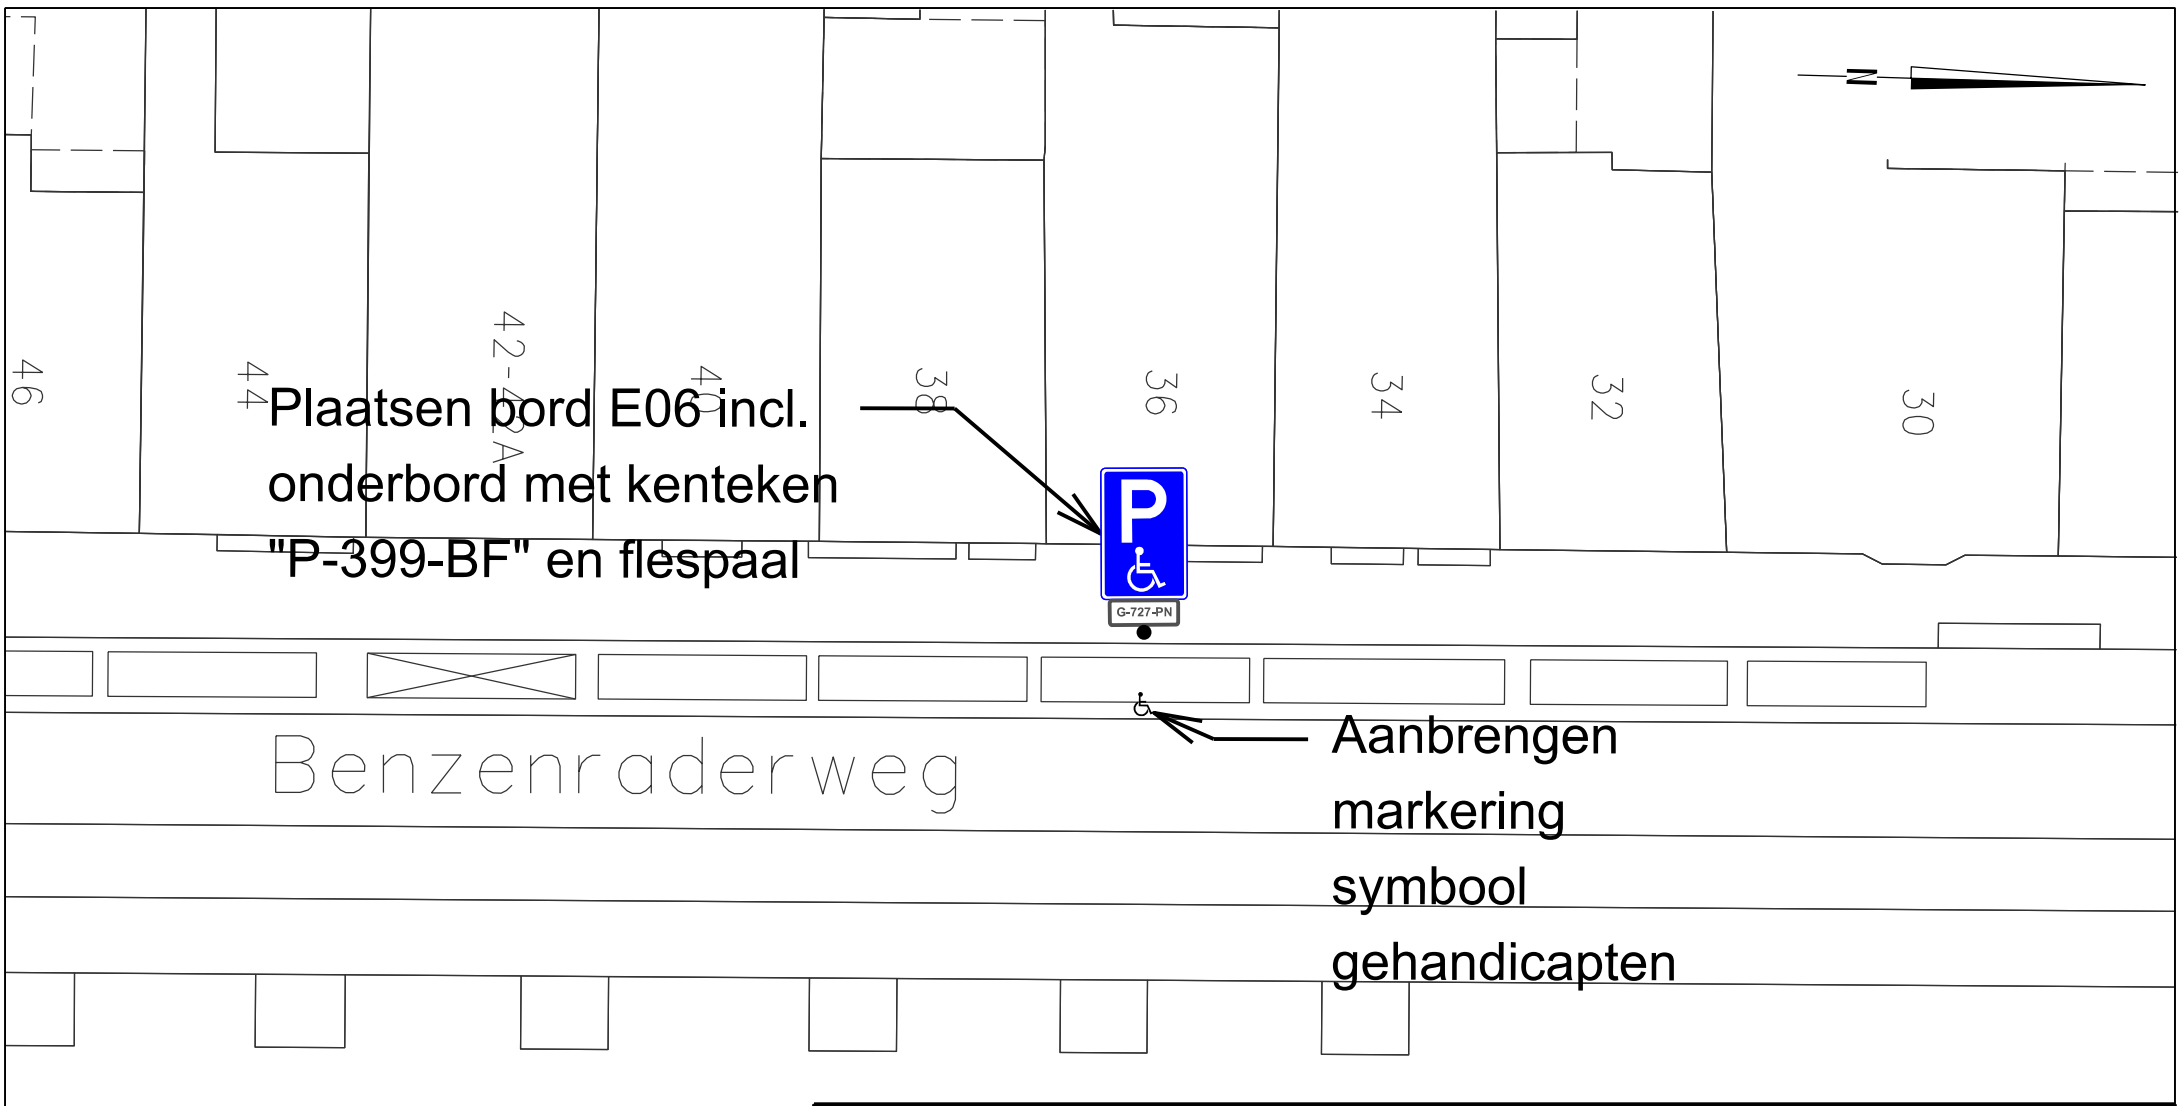 N
46
44
42-42A
40
38
36
34
32
30
Plaatsen bord E06 incl.
onderbord met kenteken
"P-399-BF" en flespaal
P
G-727-PN
Benzenraderweg
Aanbrengen
markering
symbool
gehandicapten